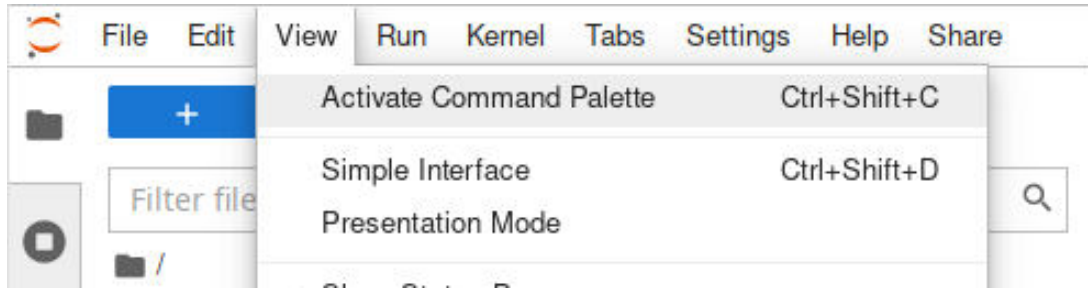 File Edit View Run Kernel Tabs Settings Help Share
+
Activate Command Palette Ctrl+Shift+C
Simple Interface Ctrl+Shift+D
Filter file
Presentation Mode
/